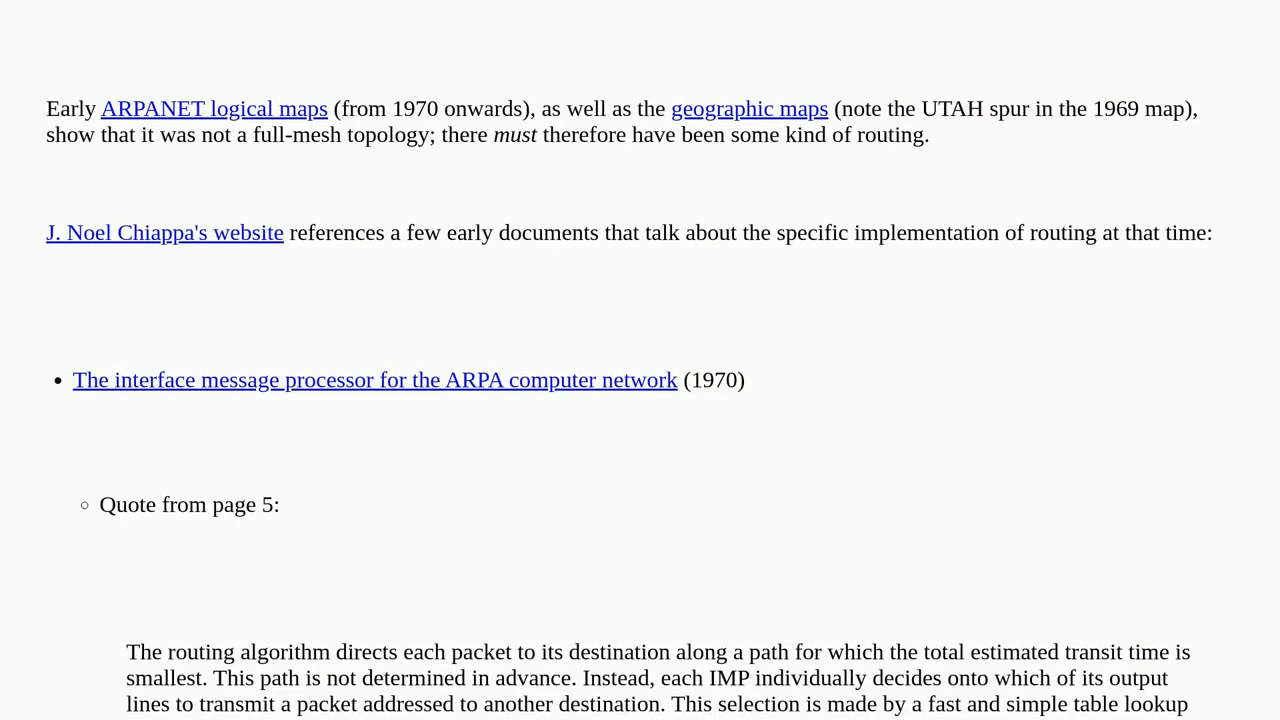 Early ARPANET logical maps (from 1970 onwards), as well as the geographic maps (note the UTAH spur in the 1969 map),
show that it was not a full-mesh topology; there must therefore have been some kind of routing.
J. Noel Chiappa's website references a few early documents that talk about the specific implementation of routing at that time:
• The interface message processor for the ARPA computer network (1970)
◦ Quote from page 5:
The routing algorithm directs each packet to its destination along a path for which the total estimated transit time is
smallest. This path is not determined in advance. Instead, each IMP individually decides onto which of its output
lines to transmit a packet addressed to another destination. This selection is made by a fast and simple table lookup